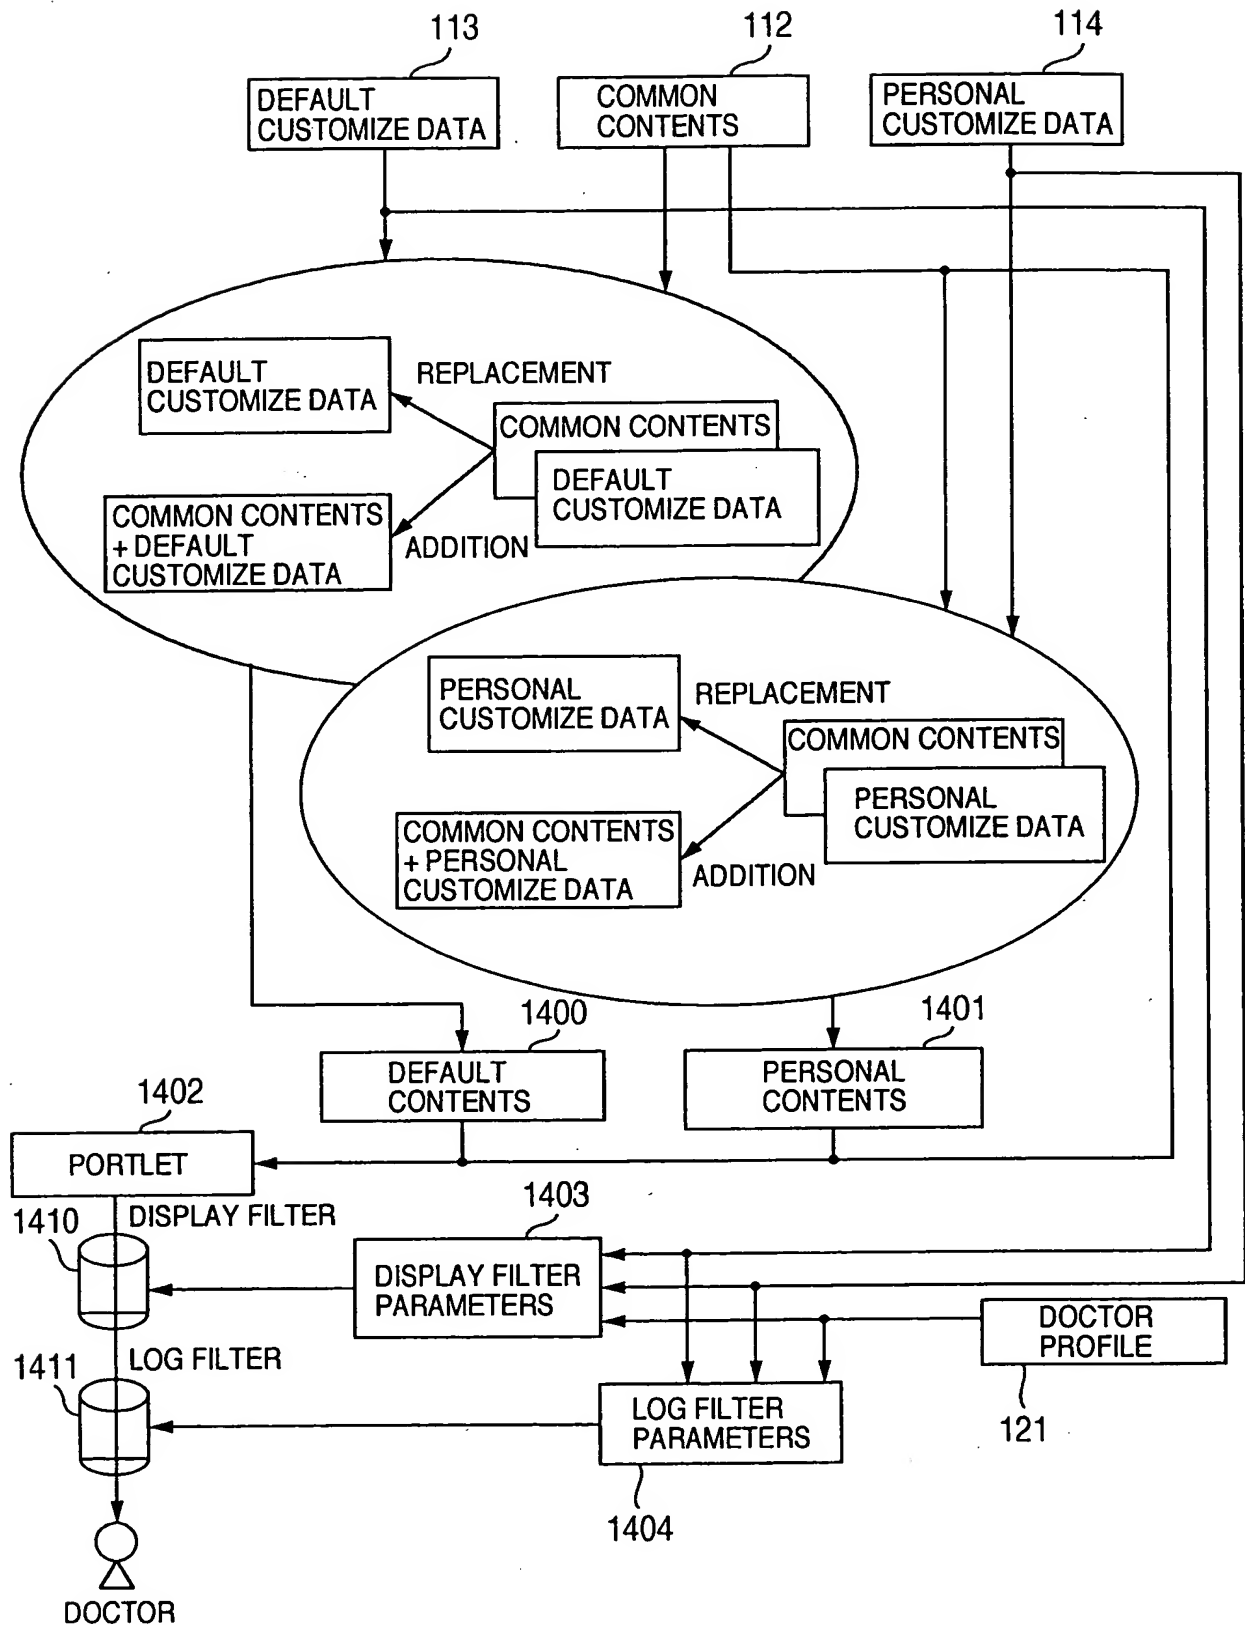 113
112
114
DEFAULT
CUSTOMIZE DATA
COMMON
CONTENTS
PERSONAL
CUSTOMIZE DATA
DEFAULT
CUSTOMIZE DATA
REPLACEMENT
COMMON CONTENTS
DEFAULT
CUSTOMIZE DATA
COMMON CONTENTS
+ DEFAULT
CUSTOMIZE DATA
ADDITION
PERSONAL
CUSTOMIZE DATA
REPLACEMENT
COMMON CONTENTS
PERSONAL
CUSTOMIZE DATA
COMMON CONTENTS
+ PERSONAL
CUSTOMIZE DATA
ADDITION
1400
1401
DEFAULT
CONTENTS
PERSONAL
CONTENTS
1402
PORTLET
1410
DISPLAY FILTER
1403
DISPLAY FILTER
PARAMETERS
DOCTOR
PROFILE
121
1411
LOG FILTER
LOG FILTER
PARAMETERS
1404
DOCTOR